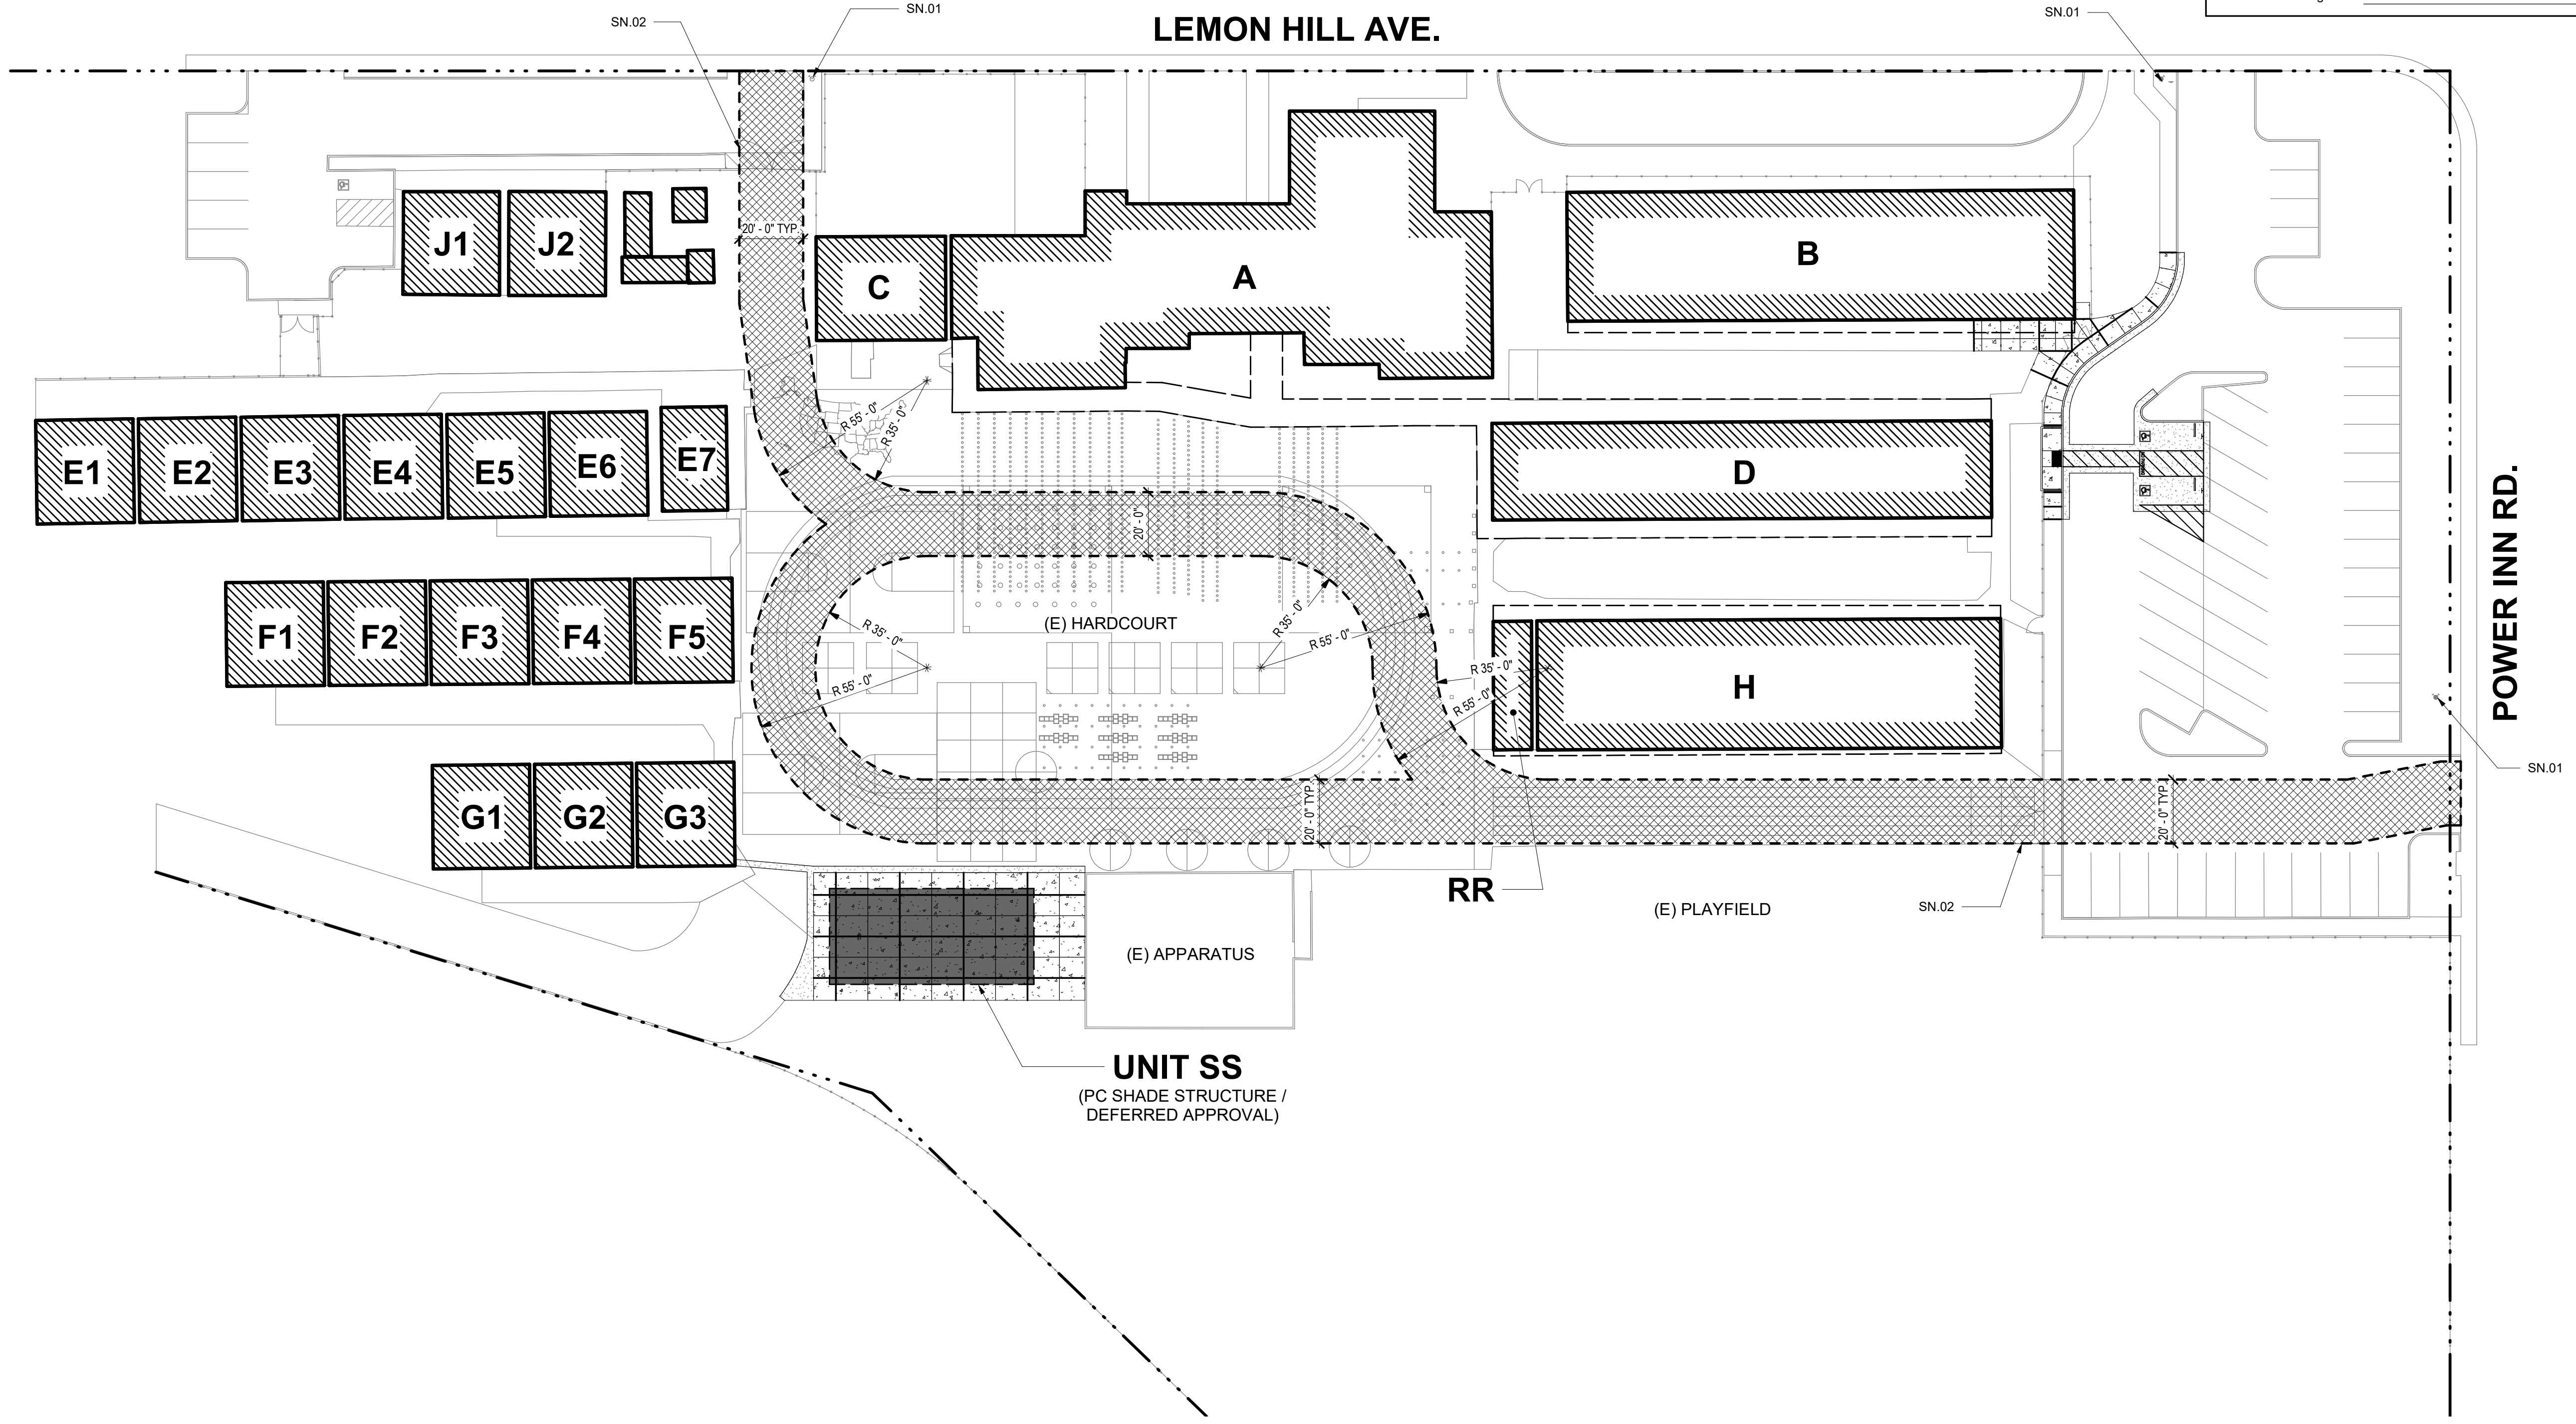 SN.01
SN.02
LEMON HILL AVE.
SN.01
J1
J2
20' - 0" TYP.
C
A
B
R 55' - 0"
R 35' - 0"
E1
E2
E3
E4
E5
E6
E7
D
POWER INN RD.
20' - 0"
(E) HARDCOURT
R 35' - 0"
R 35' - 0"
R 55' - 0"
F1
F2
F3
F4
F5
R 55' - 0"
R 35' - 0"
R 55' - 0"
H
SN.01
G1
G2
G3
20' - 0" TYP.
20' - 0" TYP.
RR
(E) PLAYFIELD
SN.02
(E) APPARATUS
UNIT SS
(PC SHADE STRUCTURE /
DEFERRED APPROVAL)